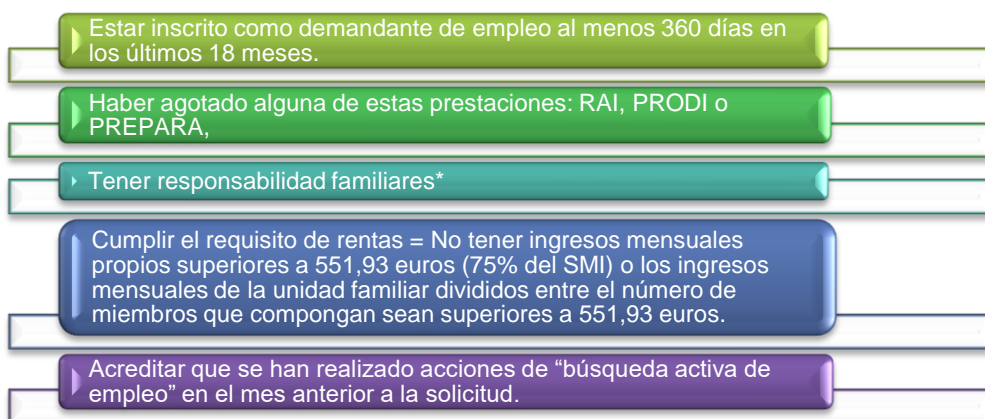 Estar inscrito como demandante de empleo al menos 360 días en
los últimos 18 meses.
Haber agotado alguna de estas prestaciones: RAI, PRODI o
PREPARA,
Tener responsabilidad familiares*
Cumplir el requisito de rentas = No tener ingresos mensuales
propios superiores a 551,93 euros (75% del SMI) o los ingresos
mensuales de la unidad familiar divididos entre el número de
miembros que compongan sean superiores a 551,93 euros.
Acreditar que se han realizado acciones de “búsqueda activa de
empleo” en el mes anterior a la solicitud.